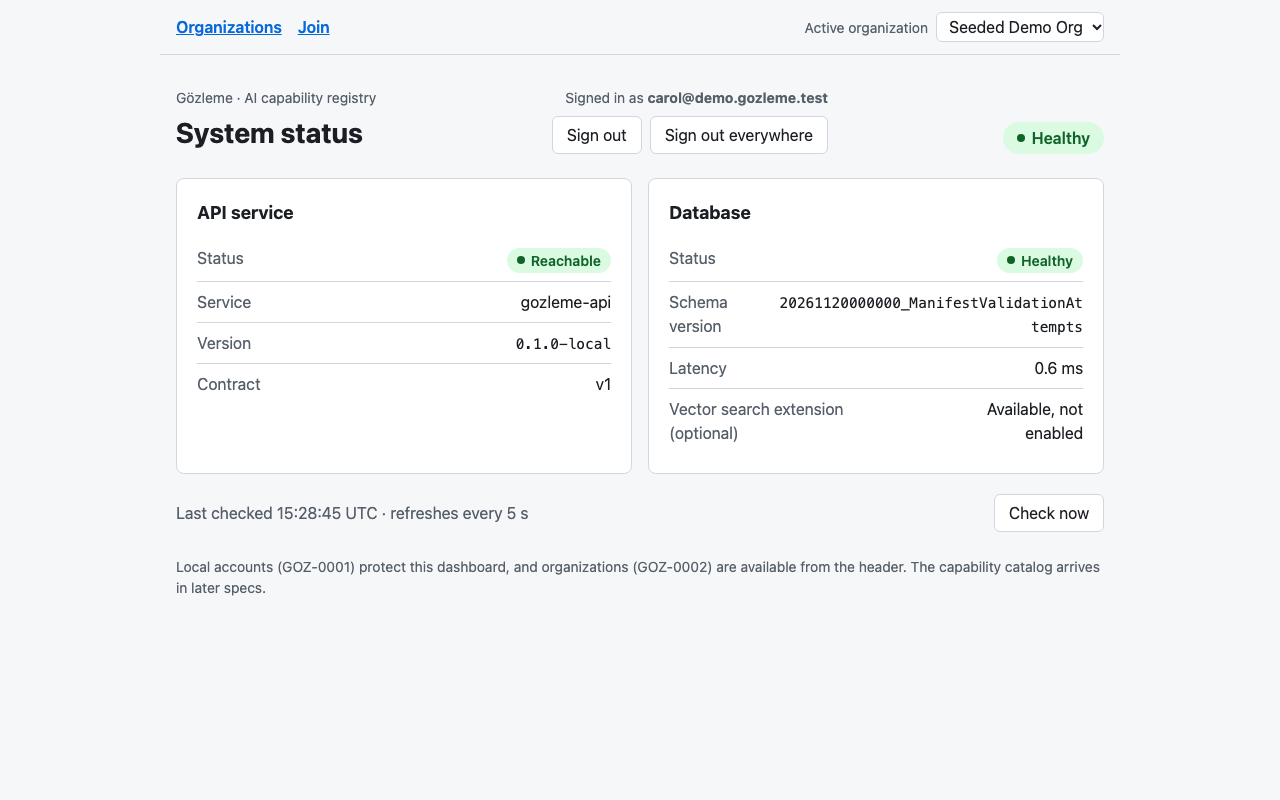 Organizations Join Active organization Seeded Demo Org
Gözleme · AI capability registry
Signed in as carol@demo.gozleme.test
System status
Sign out Sign out everywhere
Healthy
API service
Status Reachable
Service gozleme-api
Version 0.1.0-local
Contract v1
Database
Status Healthy
Schema version 20261120000000_ManifestValidationAt
tempts
Latency 0.6 ms
Vector search extension Available, not
(optional) enabled
Last checked 15:28:45 UTC · refreshes every 5 s
Check now
Local accounts (GOZ-0001) protect this dashboard, and organizations (GOZ-0002) are available from the header. The capability catalog arrives
in later specs.